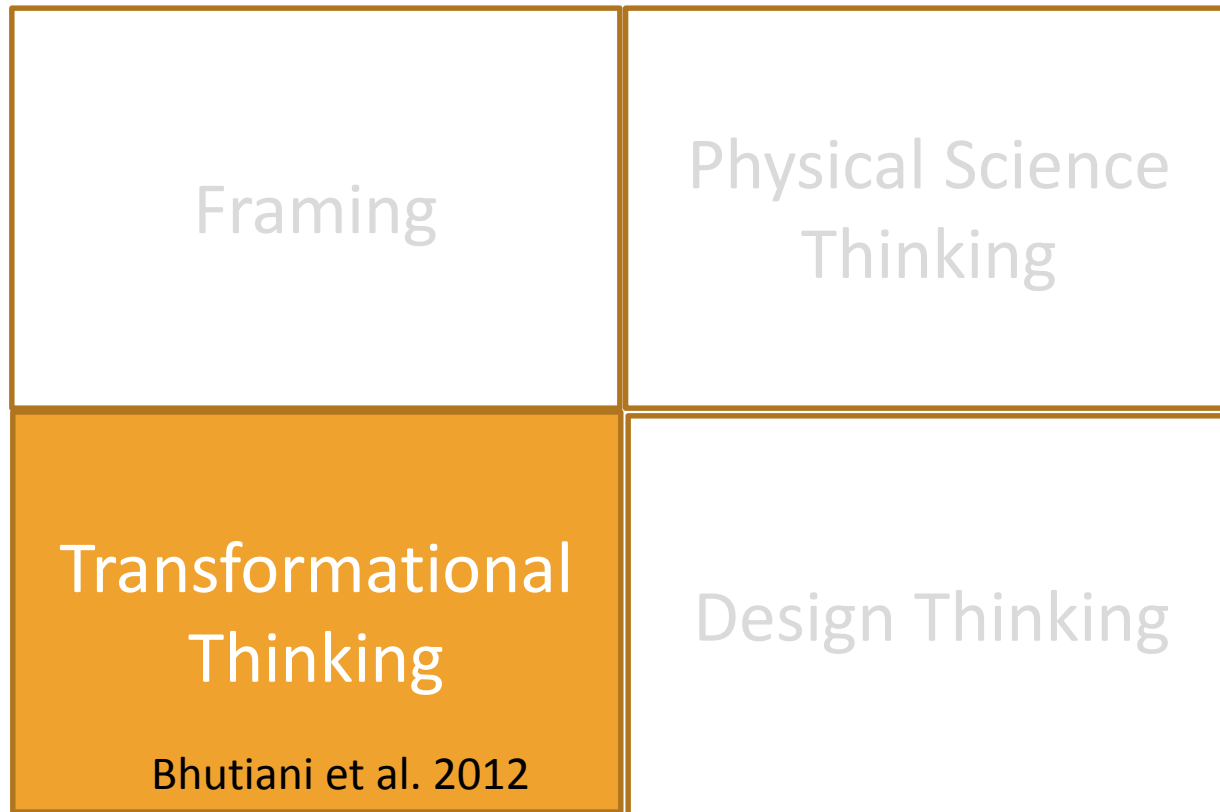 Framing
Physical Science
Thinking
Transformational
Thinking
Bhutiani et al. 2012
Design Thinking